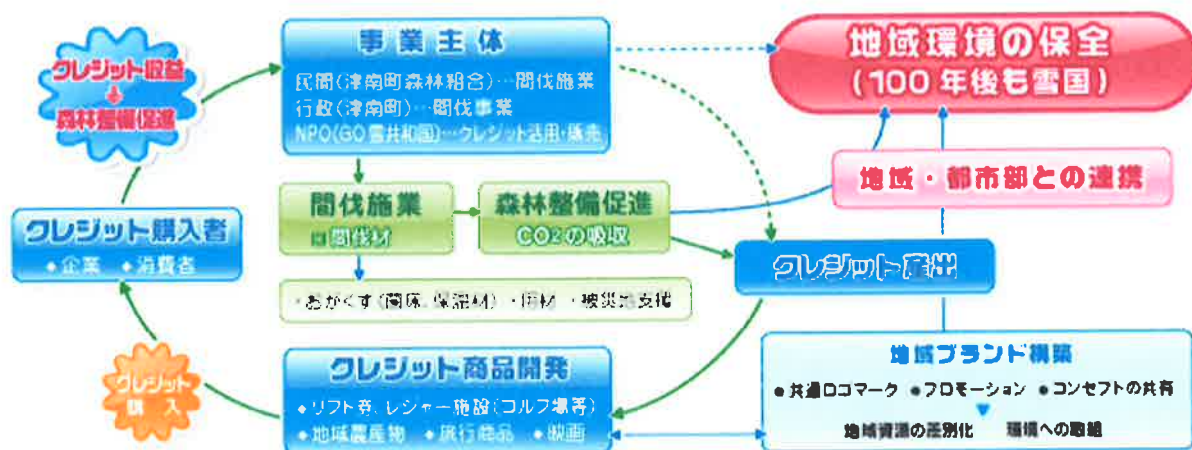 クレジット収益
森林整備促進
事業主体
民間(津南町森林組合)…間伐施業
行政(津南町)…間伐事業
NPO(GO雪共和国)…クレジット活用・販売
地域環境の保全
(100年後も雪国)
地域・都市部との連携
間伐施業
間伐材
森林整備促進
CO2の吸収
クレジット購入者
●企業 ●消費者
クレジット産出
・おがくず(菌床、保温材) ・用材 ・被災地支援
クレジット商品開発
●リフト券、レジャー施設(ゴルフ場等)
●地域農産物 ●旅行商品 ●映画
クレジット
購入
地域ブランド構築
●共通ロゴマーク ●プロモーション ●コンセプトの共有
地域資源の差別化 環境への取組